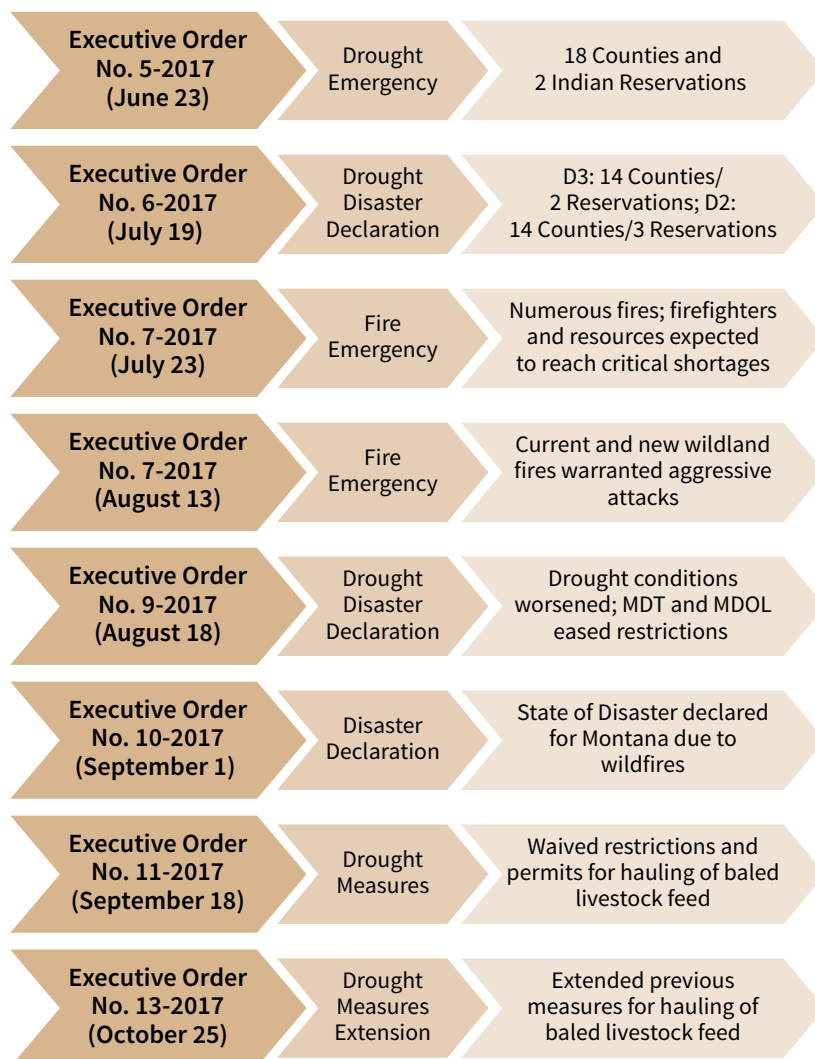 Executive Order
No. 5-2017
(June 23)
Drought
Emergency
18 Counties and
2 Indian Reservations
Executive Order
No. 6-2017
(July 19)
Drought
Disaster
Declaration
D3: 14 Counties/
2 Reservations; D2:
14 Counties/3 Reservations
Executive Order
No. 7-2017
(July 23)
Fire
Emergency
Numerous fires; firefighters
and resources expected
to reach critical shortages
Executive Order
No. 7-2017
(August 13)
Fire
Emergency
Current and new wildland
fires warranted aggressive
attacks
Executive Order
No. 9-2017
(August 18)
Drought
Disaster
Declaration
Drought conditions
worsened; MDT and MDOL
eased restrictions
Executive Order
No. 10-2017
(September 1)
Disaster
Declaration
State of Disaster declared
for Montana due to
wildfires
Executive Order
No. 11-2017
(September 18)
Drought
Measures
Waived restrictions and
permits for hauling of baled
livestock feed
Executive Order
No. 13-2017
(October 25)
Drought
Measures
Extension
Extended previous
measures for hauling of
baled livestock feed